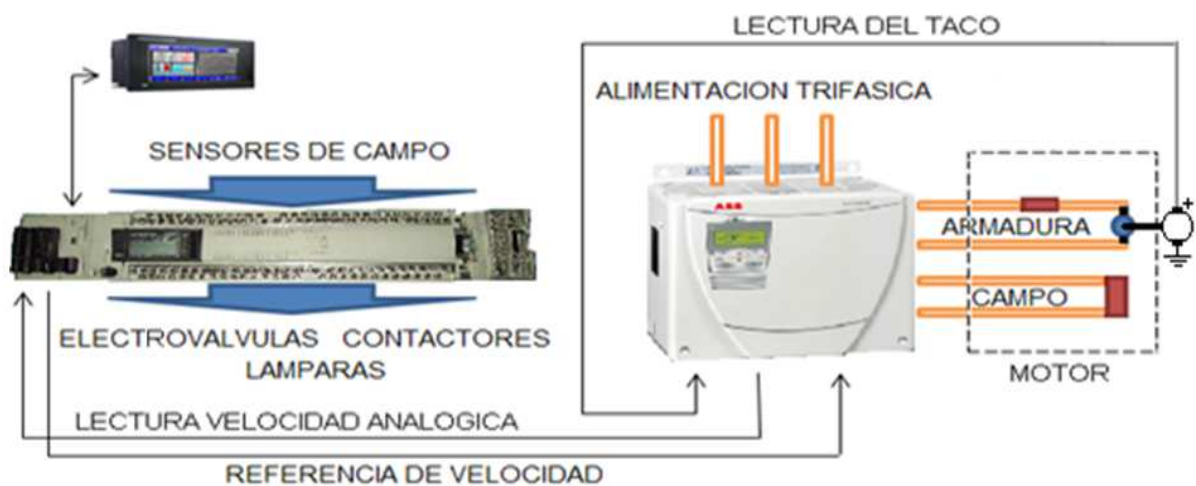 LECTURA DEL TACO
ALIMENTACION TRIFASICA
SENSORES DE CAMPO
ABB
ARMADURA
+
CAMPO
ELECTROVALVULAS CONTACTORES
LAMPARAS
MOTOR
LECTURA VELOCIDAD ANALOGICA
REFERENCIA DE VELOCIDAD